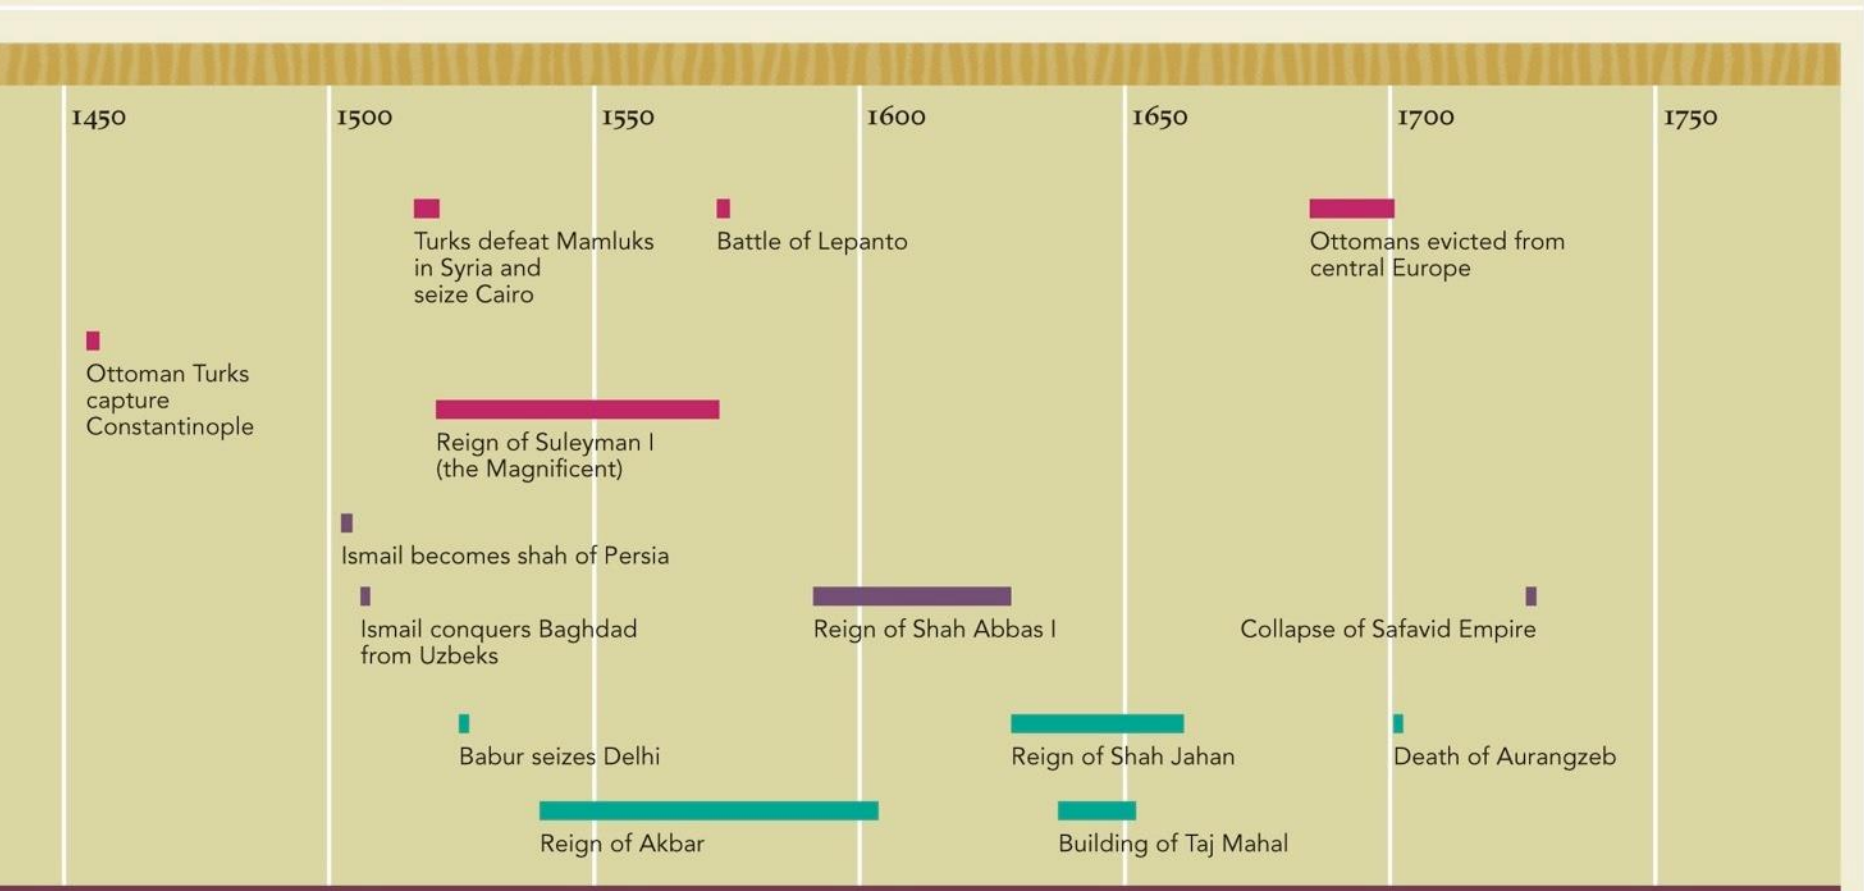 1450
1500
1550
1600
1650
1700
1750
Turks defeat Mamluks
in Syria and
seize Cairo
Battle of Lepanto
Ottomans evicted from
central Europe
Ottoman Turks
capture
Constantinople
Reign of Suleyman I
(the Magnificent)
Ismail becomes shah of Persia
Ismail conquers Baghdad
from Uzbeks
Reign of Shah Abbas I
Collapse of Safavid Empire
Babur seizes Delhi
Reign of Shah Jahan
Death of Aurangzeb
Reign of Akbar
Building of Taj Mahal